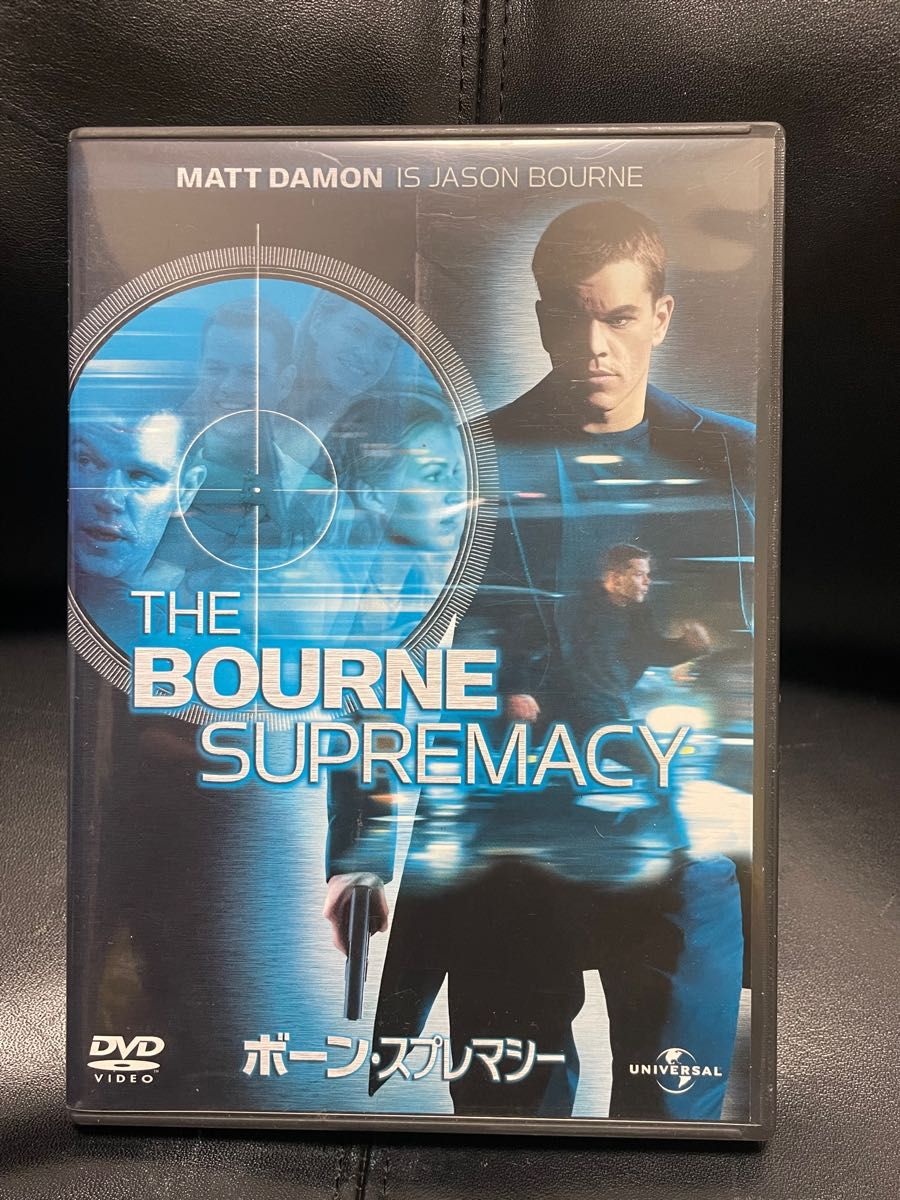 MATT DAMON IS JASON BOURNE
THE
BOURNE
SUPREMACY
DVD
VIDEO™
ボーン・スプレマシー
UNIVERSAL